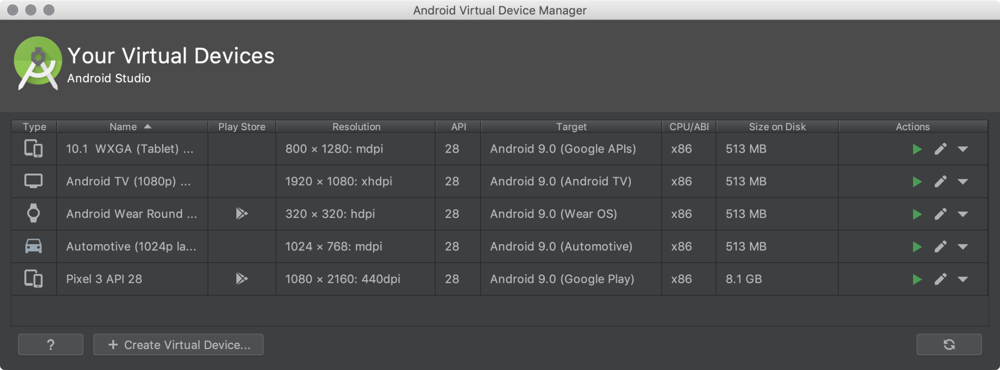 Android Virtual Device Manager
Your Virtual Devices
Android Studio
Type Name Play Store Resolution API Target CPU/ABI Size on Disk Actions
10.1  WXGA (Tablet) ... 800 × 1280: mdpi 28 Android 9.0 (Google APIs) x86 513 MB
Android TV (1080p) ... 1920 × 1080: xhdpi 28 Android 9.0 (Android TV) x86 513 MB
Android Wear Round ... 320 × 320: hdpi 28 Android 9.0 (Wear OS) x86 513 MB
Automotive (1024p la... 1024 × 768: mdpi 28 Android 9.0 (Automotive) x86 513 MB
Pixel 3 API 28 1080 × 2160: 440dpi 28 Android 9.0 (Google Play) x86 8.1 GB
? + Create Virtual Device...